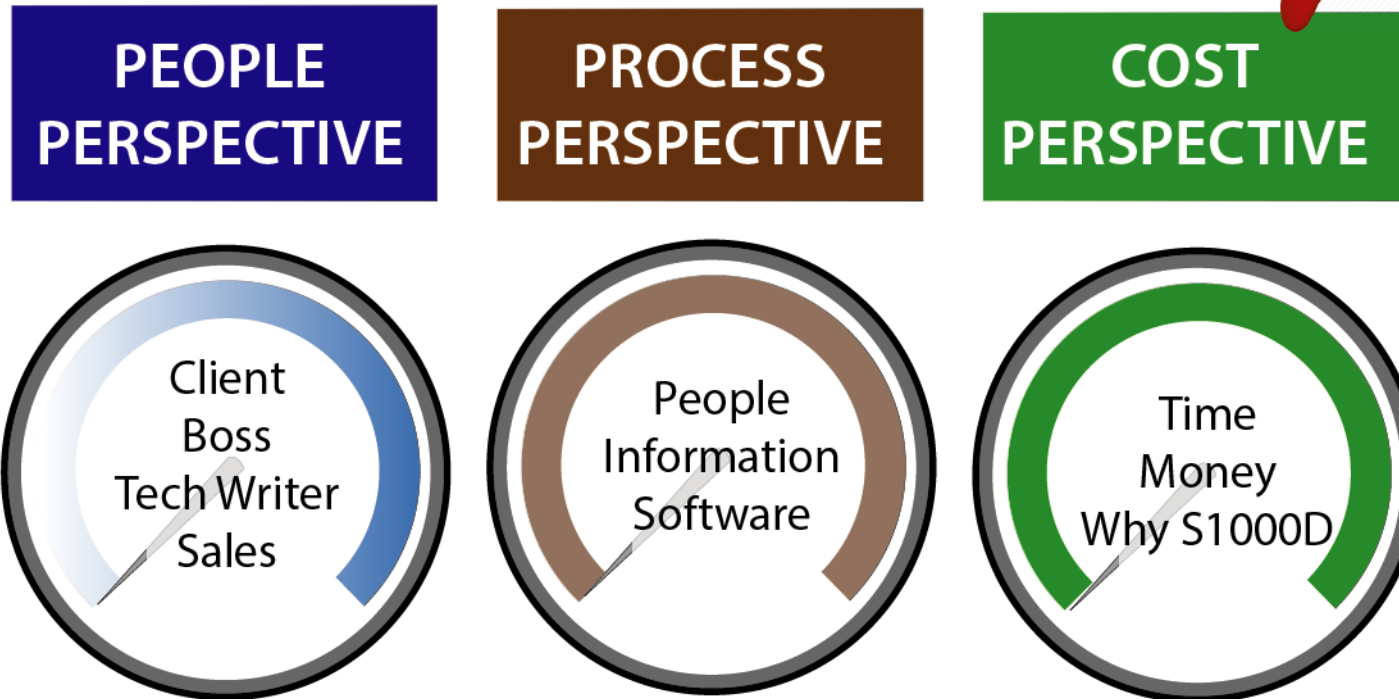 PEOPLE
PERSPECTIVE
PROCESS
PERSPECTIVE
COST
PERSPECTIVE
Client
Boss
Tech Writer
Sales
People
Information
Software
Time
Money
Why S1000D